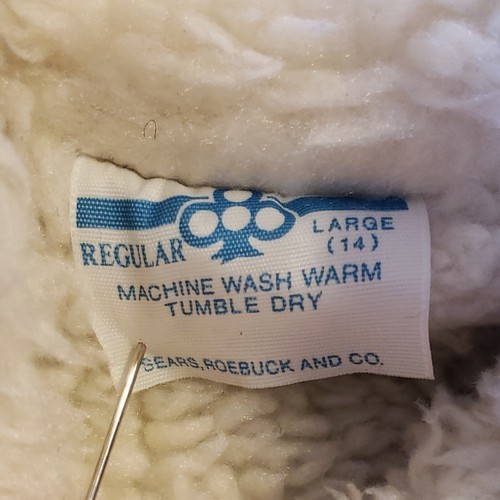 REGULAR
LARGE
(14)
MACHINE WASH WARM
TUMBLE DRY
SEARS, ROEBUCK AND CO.